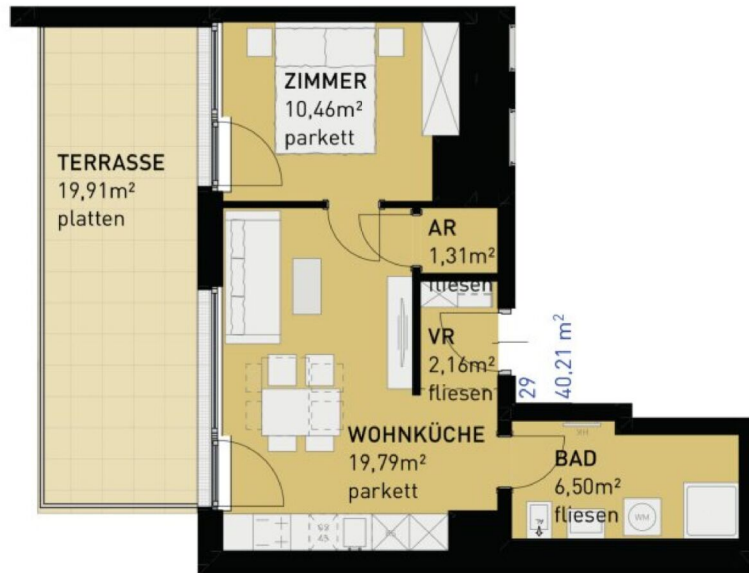 ZIMMER
10,46m²
parkett
TERRASSE
19,91m²
platten
AR
1,31m²
fliesen
VR
2,16m²
fliesen
29
40,21 m²
WOHNKÜCHE
19,79m²
parkett
BAD
6,50m²
fliesen
WM